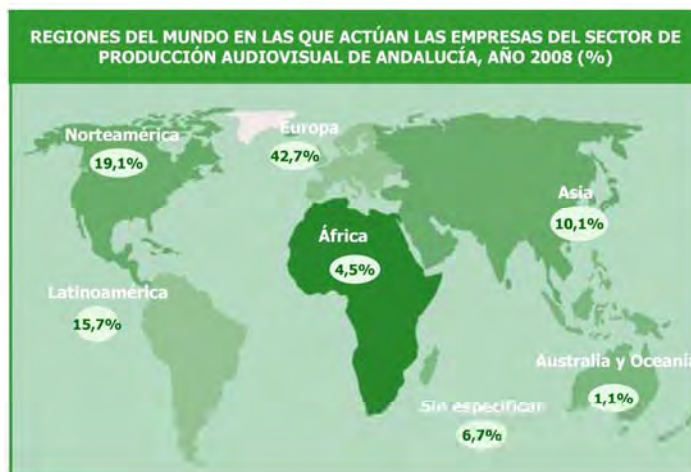 REGIONES DEL MUNDO EN LAS QUE ACTÚAN LAS EMPRESAS DEL SECTOR DE
PRODUCCIÓN AUDIOVISUAL DE ANDALUCÍA, AÑO 2008 (%)
Norteamérica
19,1%
Europa
42,7%
Asia
10,1%
África
4,5%
Latinoamérica
15,7%
Australia y Oceanía
1,1%
Sin especificar
6,7%